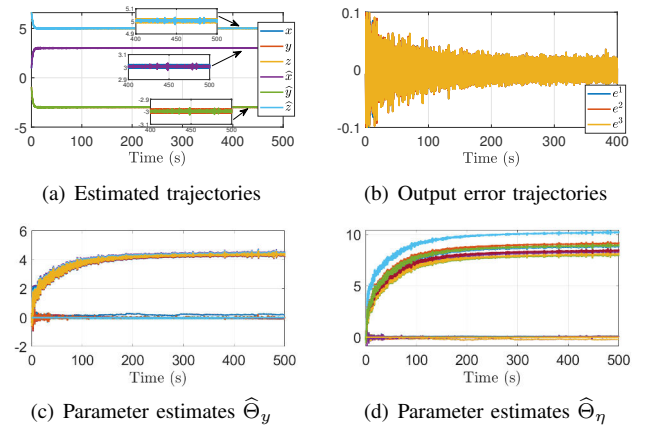 5
0
-5
0 100 200 300 400 500
Time (s)
5.1
5
4.9
400 450 500
3.1
3
2.9
400 450 500
-2.9
-3
-3.1
400 450 500
x
y
z
x̂
ŷ
ẑ
(a) Estimated trajectories
0.1
0
-0.1
0 100 200 300 400
Time (s)
e¹
e²
e³
(b) Output error trajectories
6
4
2
0
-2
0 100 200 300 400 500
Time (s)
(c) Parameter estimates Θ̂_y
10
5
0
0 100 200 300 400 500
Time (s)
(d) Parameter estimates Θ̂_η